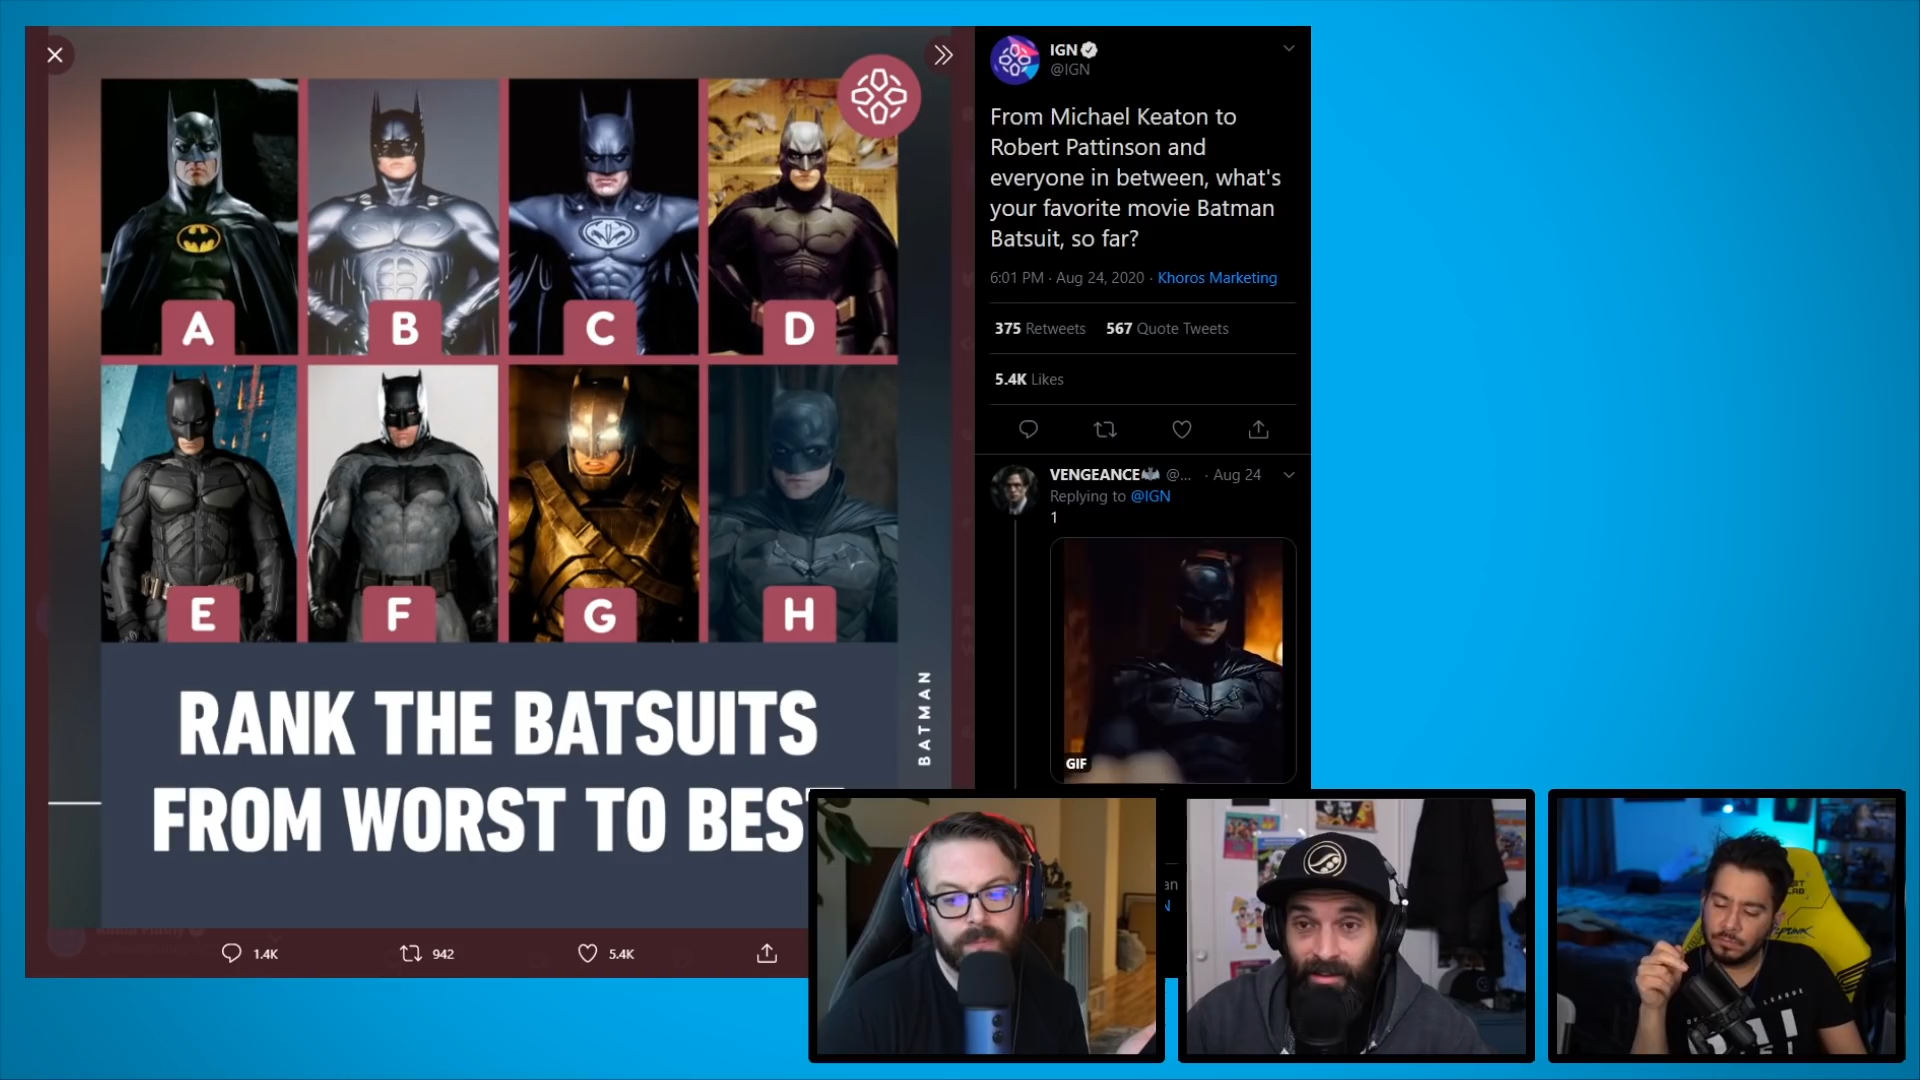 A
B
C
D
E
F
G
H
RANK THE BATSUITS
FROM WORST TO BES
BATMAN
1.4K
942
5.4K
IGN
@IGN
From Michael Keaton to
Robert Pattinson and
everyone in between, what's
your favorite movie Batman
Batsuit, so far?
6:01 PM · Aug 24, 2020 · Khoros Marketing
375 Retweets 567 Quote Tweets
5.4K Likes
VENGEANCE @... · Aug 24
Replying to @IGN
1
GIF
an
N
LEAGUE